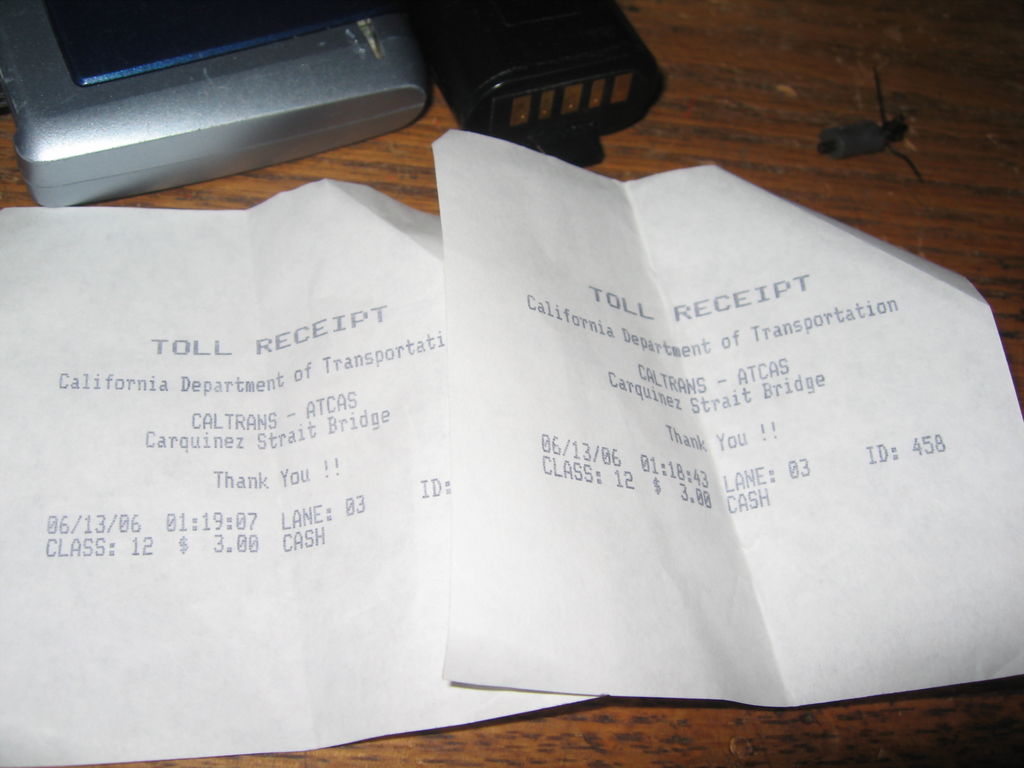 TOLL RECEIPT
California Department of Transportati
CALTRANS - ATCAS
Carquinez Strait Bridge
Thank You !!
ID:
06/13/06 01:19:07 LANE: 03
CLASS: 12 $ 3.00 CASH
TOLL RECEIPT
California Department of Transportation
CALTRANS - ATCAS
Carquinez Strait Bridge
Thank You !!
06/13/06 01:18:43 LANE: 03 ID: 458
CLASS: 12 $ 3.00 CASH